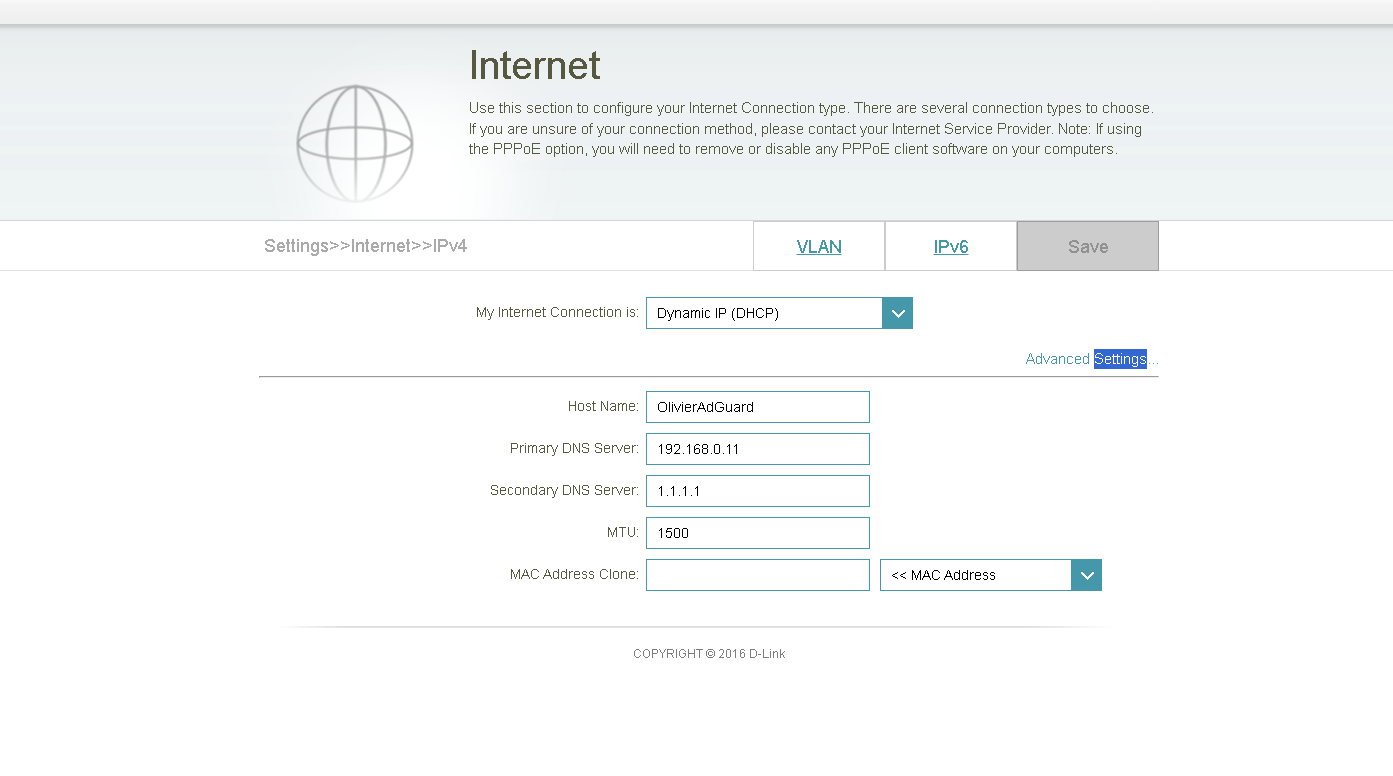 Internet
Use this section to configure your Internet Connection type. There are several connection types to choose.
If you are unsure of your connection method, please contact your Internet Service Provider. Note: If using
the PPPoE option, you will need to remove or disable any PPPoE client software on your computers.
Settings>>Internet>>IPv4
VLAN
IPv6
Save
My Internet Connection is: Dynamic IP (DHCP)
Advanced Settings...
Host Name: OlivierAdGuard
Primary DNS Server: 192.168.0.11
Secondary DNS Server: 1.1.1.1
MTU: 1500
MAC Address Clone: << MAC Address
COPYRIGHT © 2016 D-Link